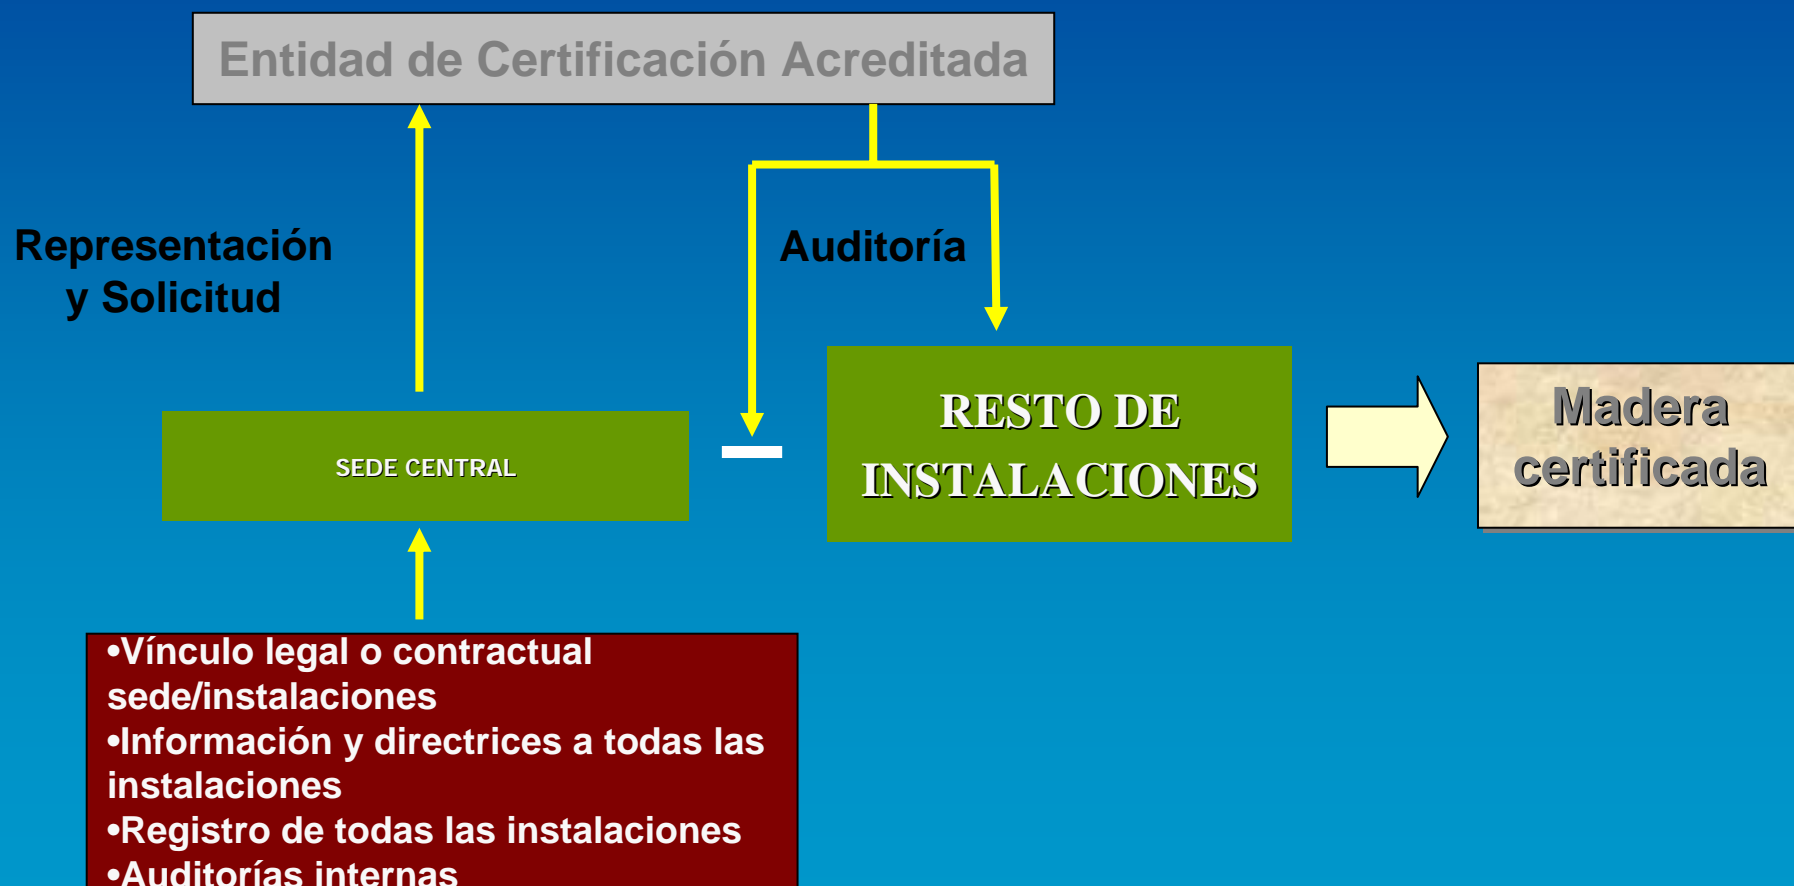 Entidad de Certificación Acreditada
Representación
y Solicitud
Auditoría
SEDE CENTRAL
RESTO DE
INSTALACIONES
Madera
certificada
•Vínculo legal o contractual
sede/instalaciones
•Información y directrices a todas las
instalaciones
•Registro de todas las instalaciones
•Auditorías internas